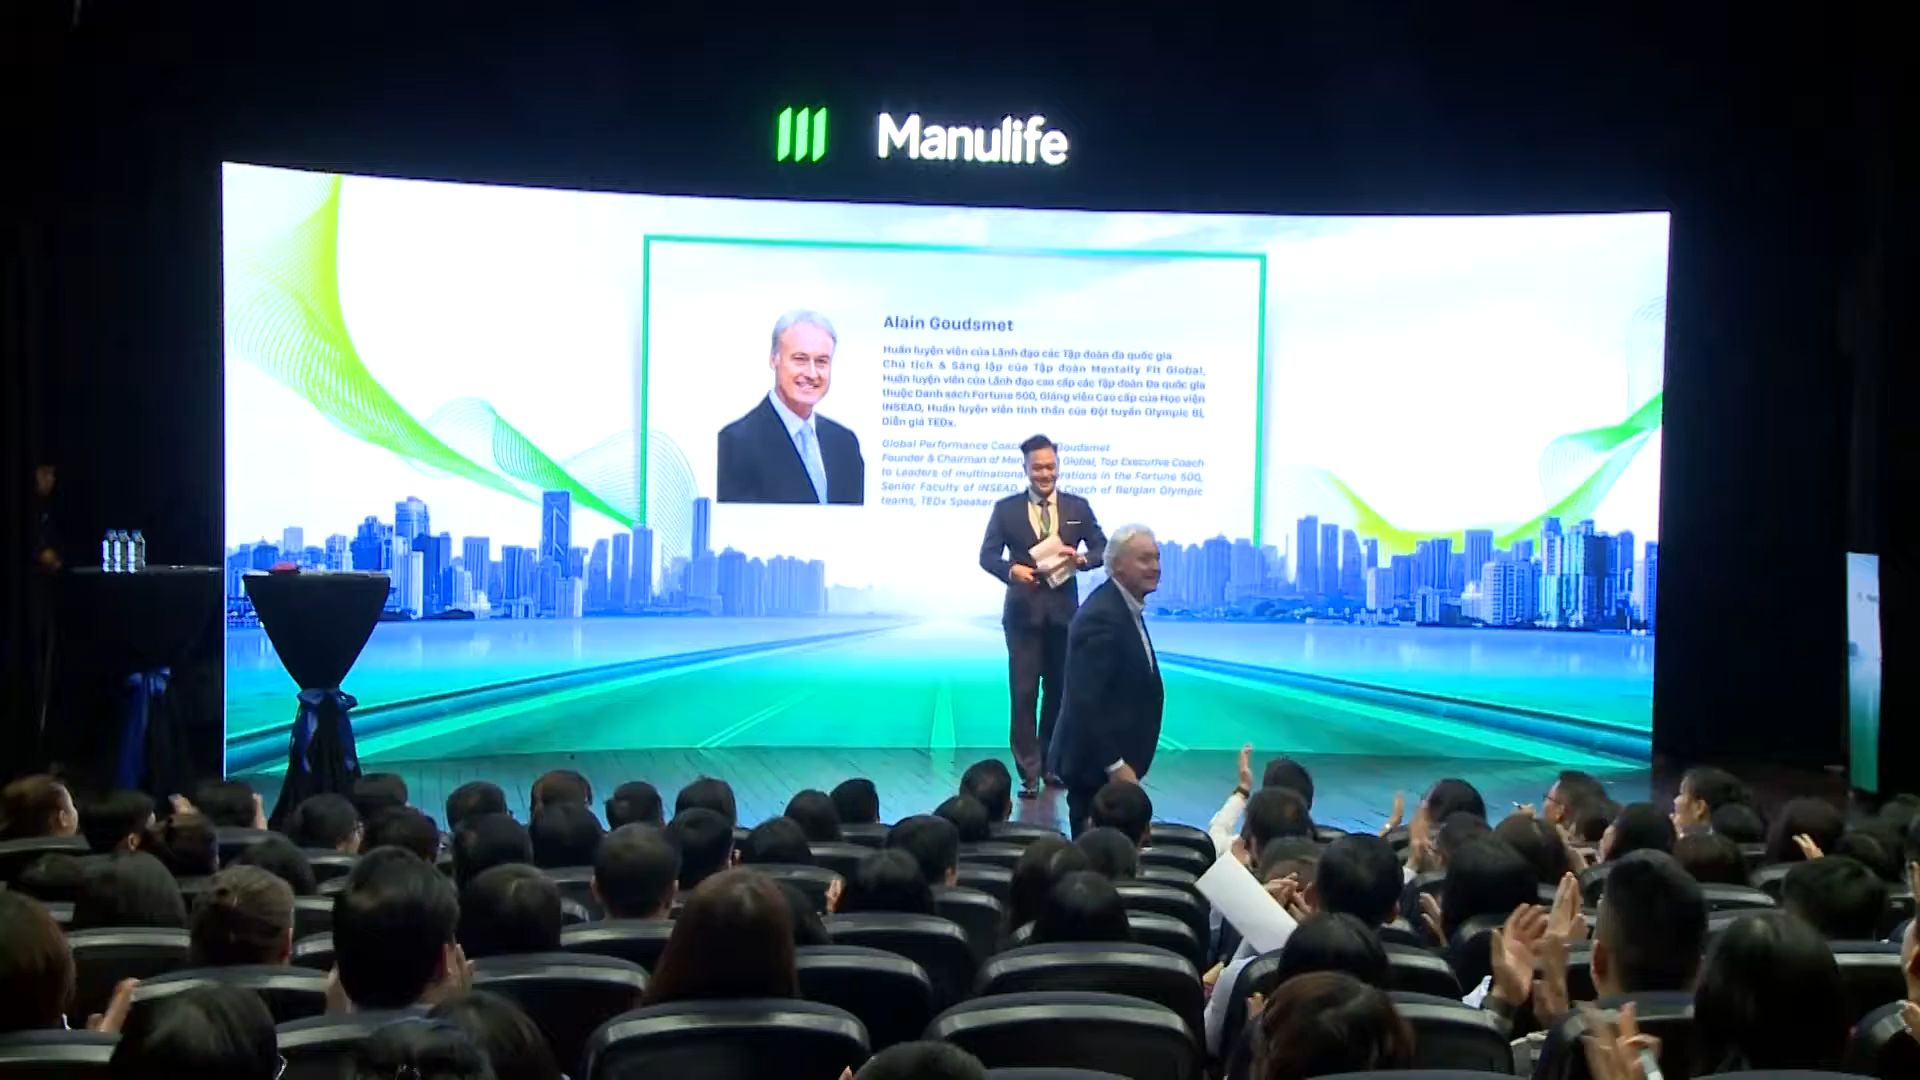 Manulife
Alain Goudsmet
Huấn luyện viên của Lãnh đạo các Tập đoàn đa quốc gia
Chủ tịch & Sáng lập của Tập đoàn Mentally Fit Global,
Huấn luyện viên của Lãnh đạo cao cấp các Tập đoàn Đa quốc gia
thuộc Danh sách Fortune 500, Giảng viên Cao cấp của Học viện
INSEAD, Huấn luyện viên tinh thần của Đội tuyển Olympic Bỉ,
Diễn giả TEDx.
Global Performance Coach Goudsmet
Founder & Chairman of Global, Top Executive Coach
to Leaders of multinational in the Fortune 500,
Senior Faculty of INSEAD, Coach of Belgian Olympic
teams, TEDx Speaker